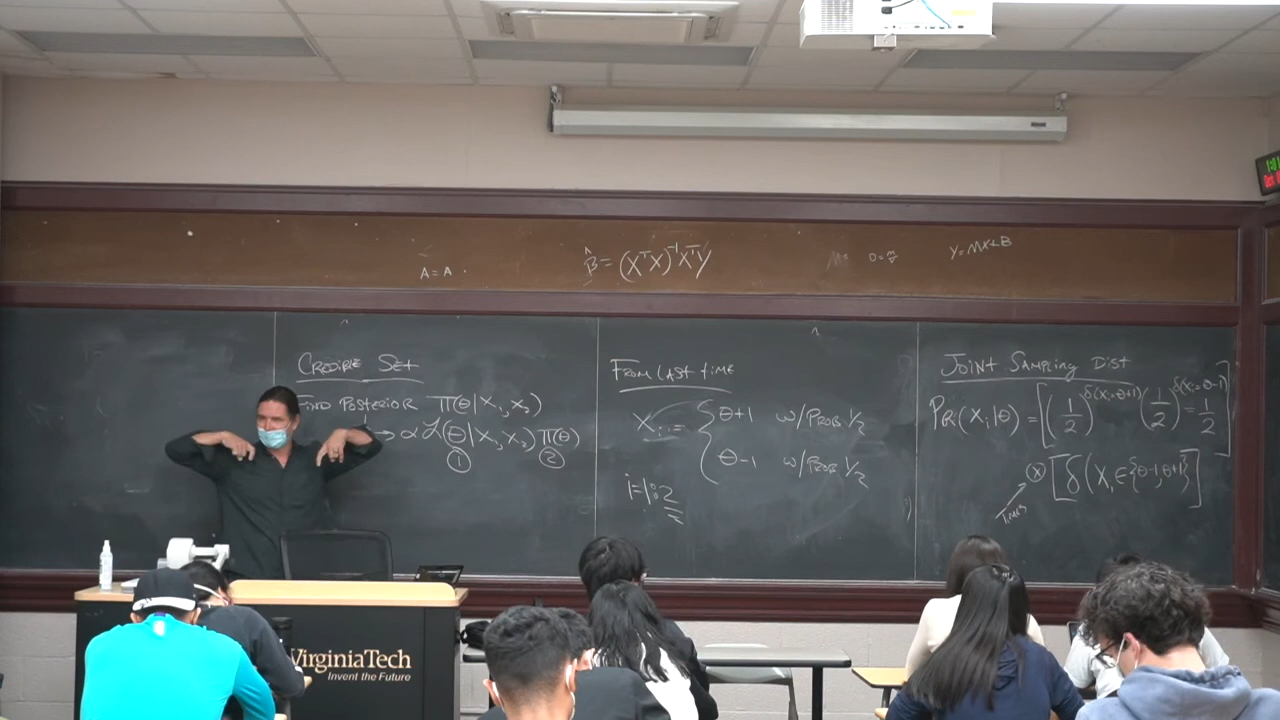 A = A
β̂ = (XᵀX)⁻¹XᵀY
D = m/v
Y = MX + B
CREDIBLE SET
FIND POSTERIOR π(θ|X₁,X₂)
→ ∝ ℒ(θ|X₁,X₂) π(θ)
① ②
FROM LAST TIME
Xᵢ := { θ+1 w/ PROB 1/2
θ-1 w/ PROB 1/2
i=1:2
JOINT SAMPLING DIST
PR(Xᵢ|θ) = [(1/2)^δ(Xᵢ=θ+1) (1/2)^δ(Xᵢ=θ-1) = 1/2]
ⓧ [δ(Xᵢ∈{θ-1,θ+1})]
TIMES
VirginiaTech
Invent the Future